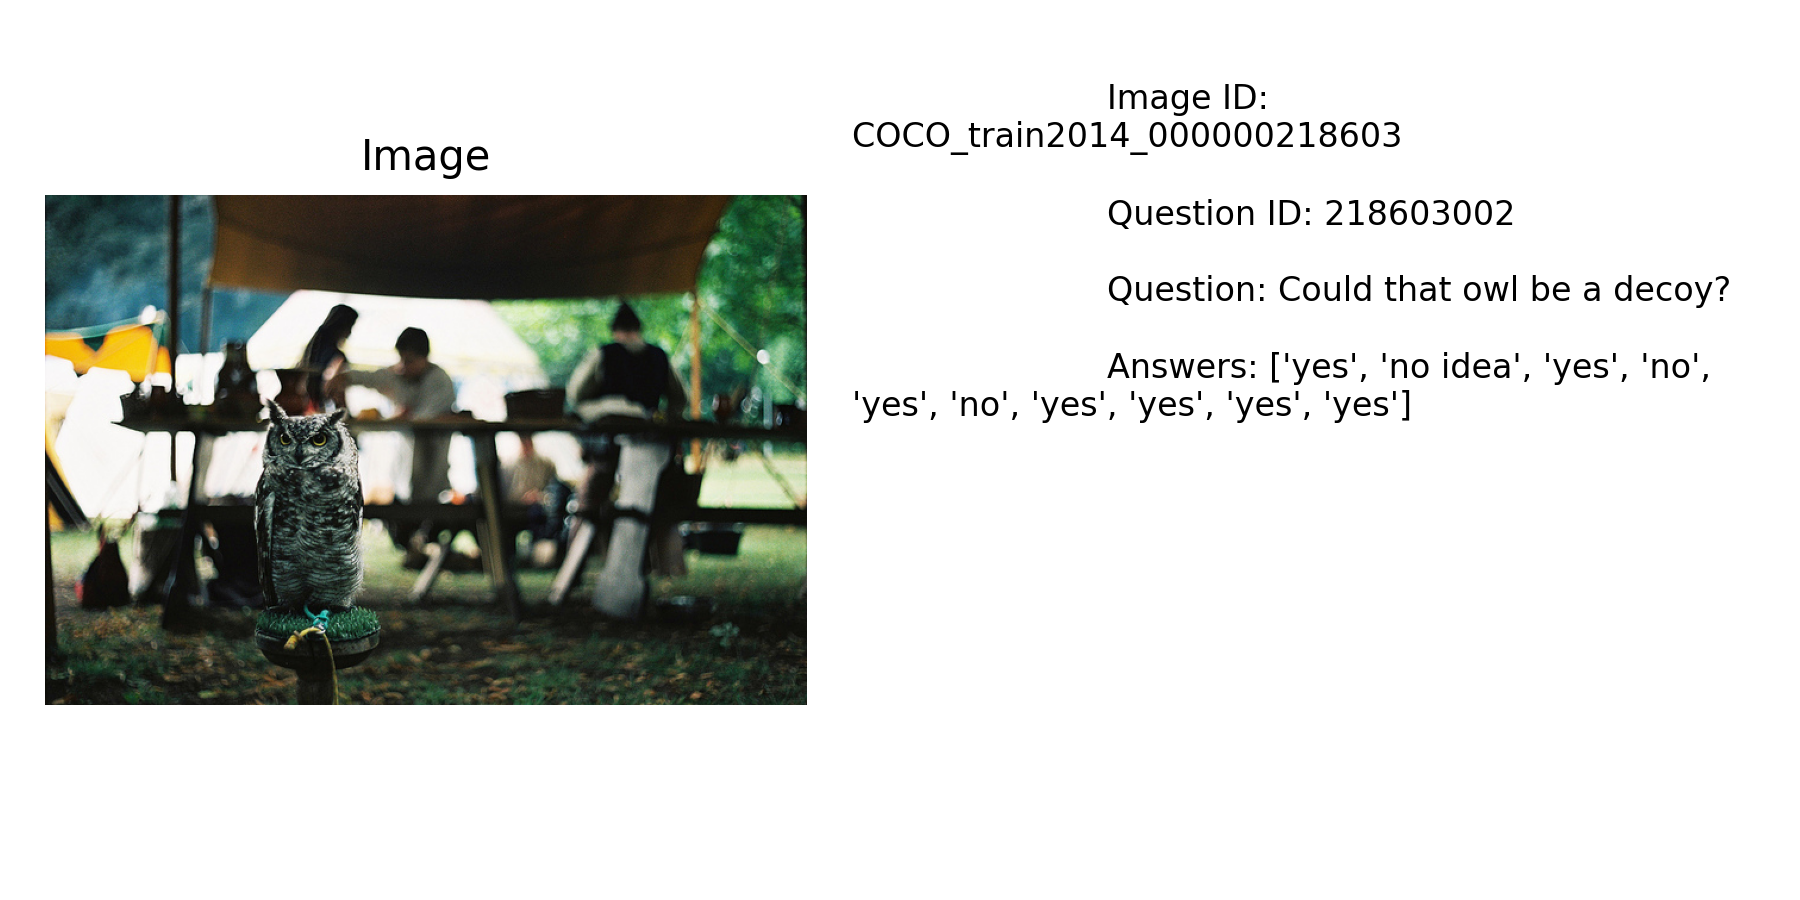 Image
Image ID:
COCO_train2014_000000218603
Question ID: 218603002
Question: Could that owl be a decoy?
Answers: ['yes', 'no idea', 'yes', 'no',
'yes', 'no', 'yes', 'yes', 'yes', 'yes']